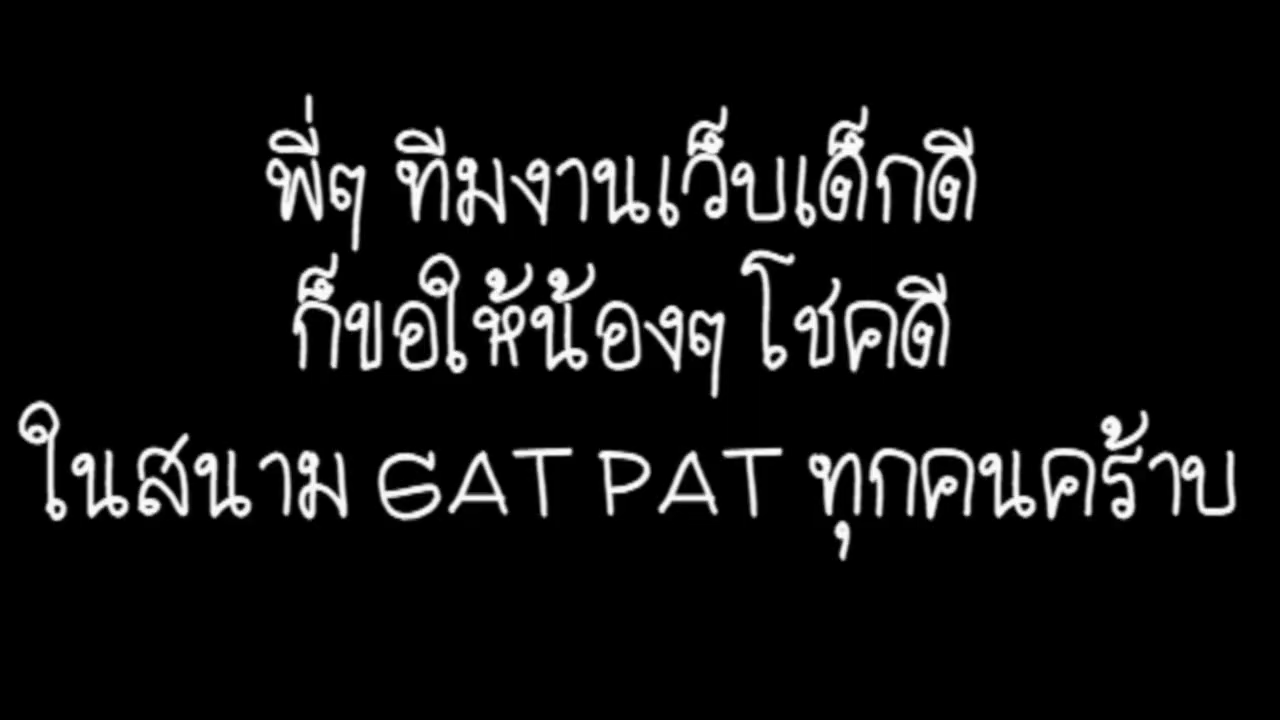 พี่ๆ ทีมงานเว็บเด็กดี
ก็ขอให้น้องๆ โชคดี
ในสนาม GAT PAT ทุกคนคร้าบ